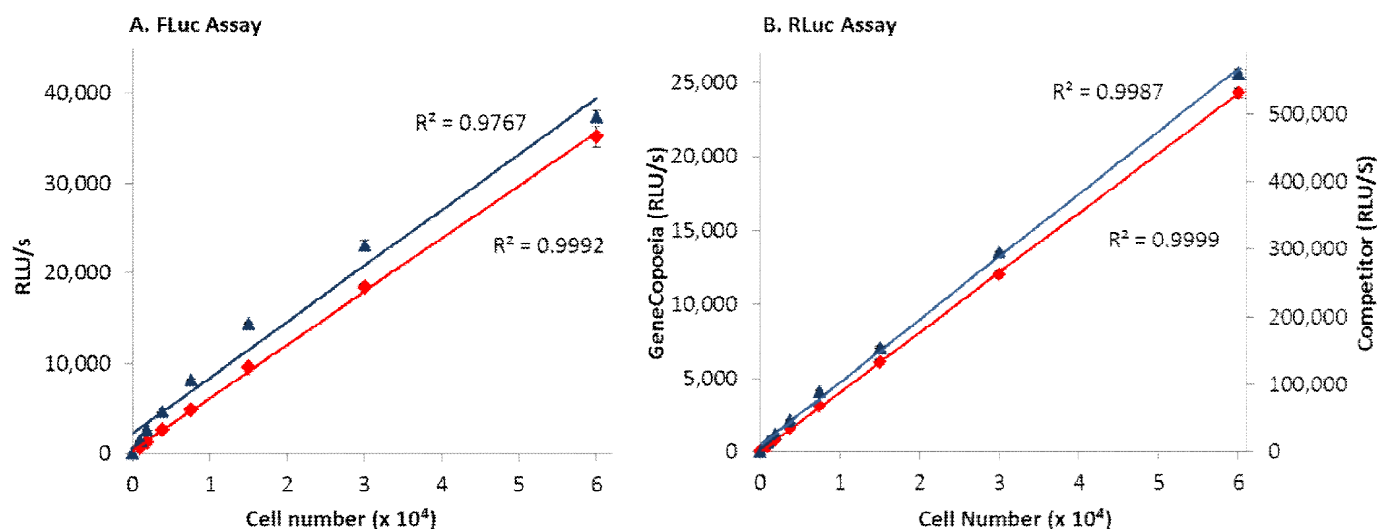 A. FLuc Assay
RLU/s
40,000
30,000
20,000
10,000
0
R² = 0.9767
R² = 0.9992
0 1 2 3 4 5 6
Cell number (x 10⁴)
B. RLuc Assay
GeneCopoeia (RLU/s)
25,000
20,000
15,000
10,000
5,000
0
R² = 0.9987
R² = 0.9999
500,000
400,000
300,000
200,000
100,000
0
Competitor (RLU/S)
0 1 2 3 4 5 6
Cell Number (x 10⁴)